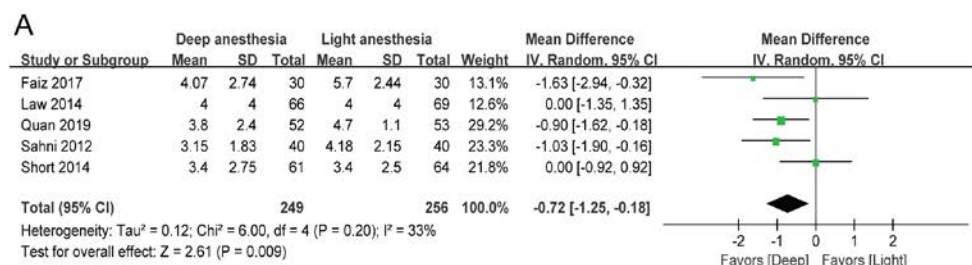 A
Deep anesthesia Light anesthesia Mean Difference Mean Difference
Study or Subgroup Mean SD Total Mean SD Total Weight IV. Random. 95% CI IV. Random. 95% CI
Faiz 2017 4.07 2.74 30 5.7 2.44 30 13.1% -1.63 [-2.94, -0.32]
Law 2014 4 4 66 4 4 69 12.6% 0.00 [-1.35, 1.35]
Quan 2019 3.8 2.4 52 4.7 1.1 53 29.2% -0.90 [-1.62, -0.18]
Sahni 2012 3.15 1.83 40 4.18 2.15 40 23.3% -1.03 [-1.90, -0.16]
Short 2014 3.4 2.75 61 3.4 2.5 64 21.8% 0.00 [-0.92, 0.92]
Total (95% CI) 249 256 100.0% -0.72 [-1.25, -0.18]
Heterogeneity: Tau² = 0.12; Chi² = 6.00, df = 4 (P = 0.20); I² = 33%
Test for overall effect: Z = 2.61 (P = 0.009)
-2 -1 0 1 2
Favors [Deep] Favors [Light]